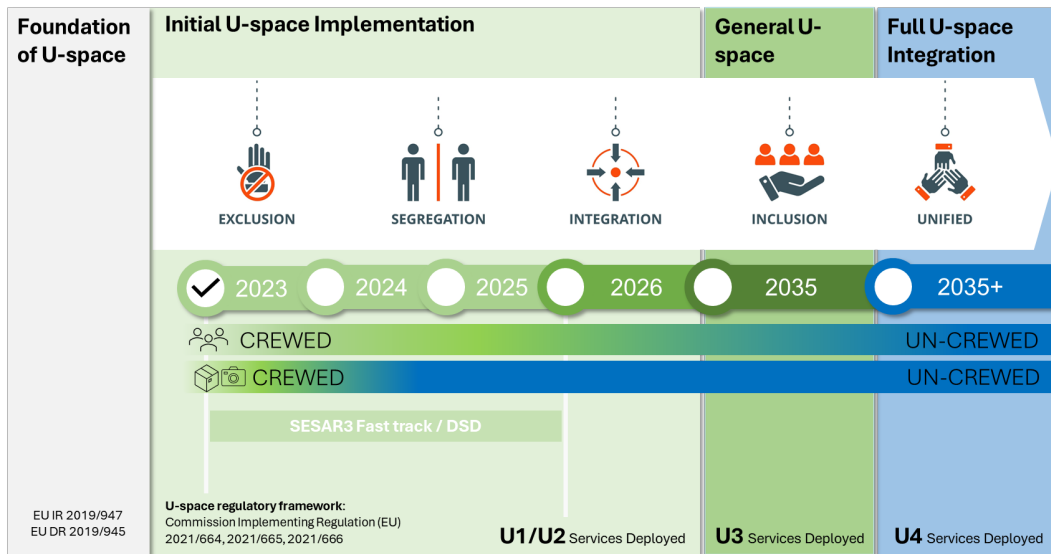 Foundation
of U-space
Initial U-space Implementation
General U-
space
Full U-space
Integration
EXCLUSION
SEGREGATION
INTEGRATION
INCLUSION
UNIFIED
2023
2024
2025
2026
2035
2035+
CREWED
UN-CREWED
CREWED
UN-CREWED
SESAR3 Fast track / DSD
EU IR 2019/947
EU DR 2019/945
U-space regulatory framework:
Commission Implementing Regulation (EU)
2021/664, 2021/665, 2021/666
U1/U2 Services Deployed
U3 Services Deployed
U4 Services Deployed